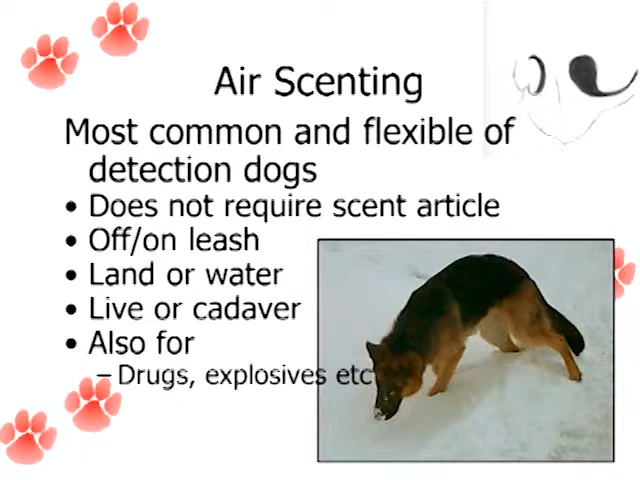 Air Scenting
Most common and flexible of
detection dogs
• Does not require scent article
• Off/on leash
• Land or water
• Live or cadaver
• Also for
– Drugs, explosives etc